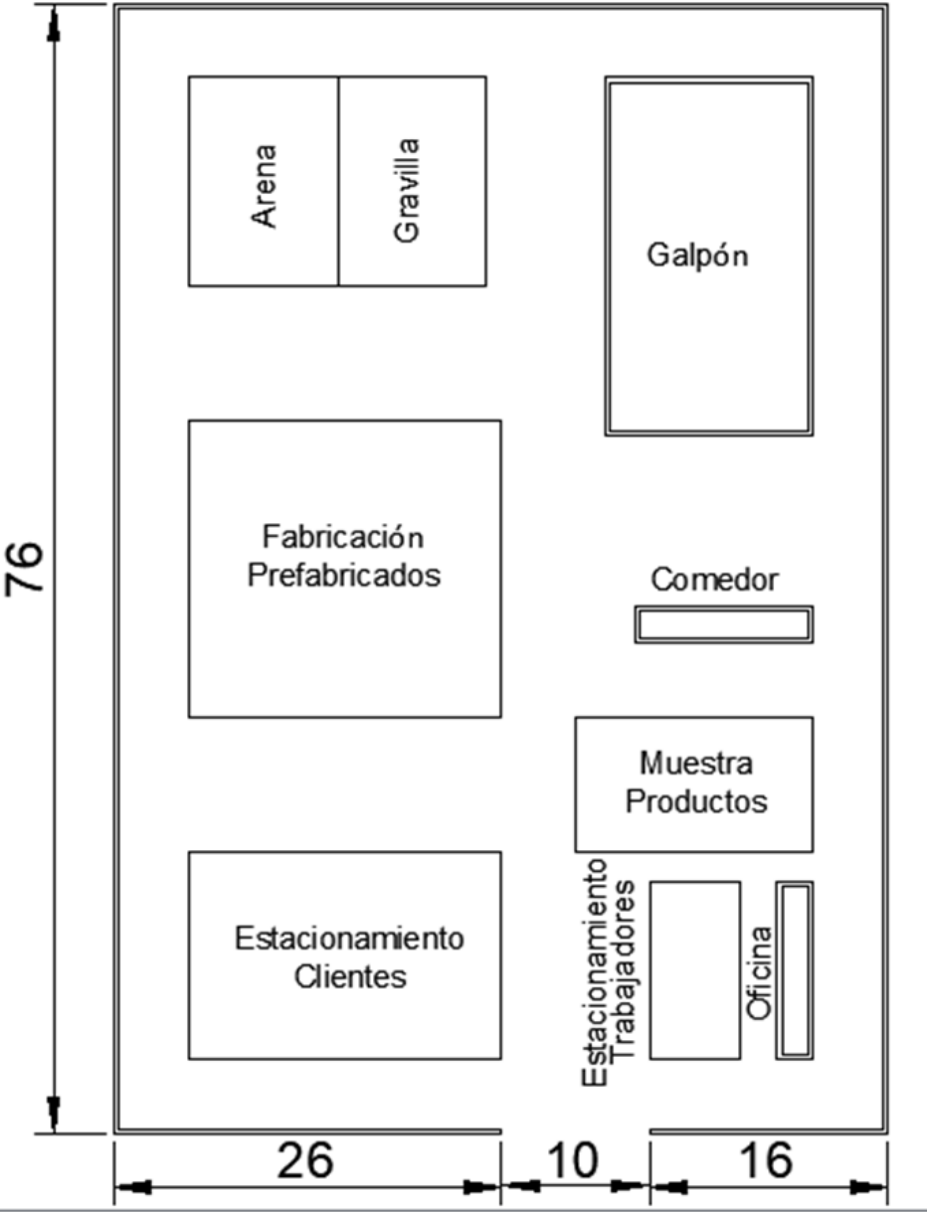 Arena
Gravilla
Galpón
76
Fabricación
Prefabricados
Comedor
Muestra
Productos
Estacionamiento
Clientes
Estacionamiento
Trabajadores
Oficina
26
10
16